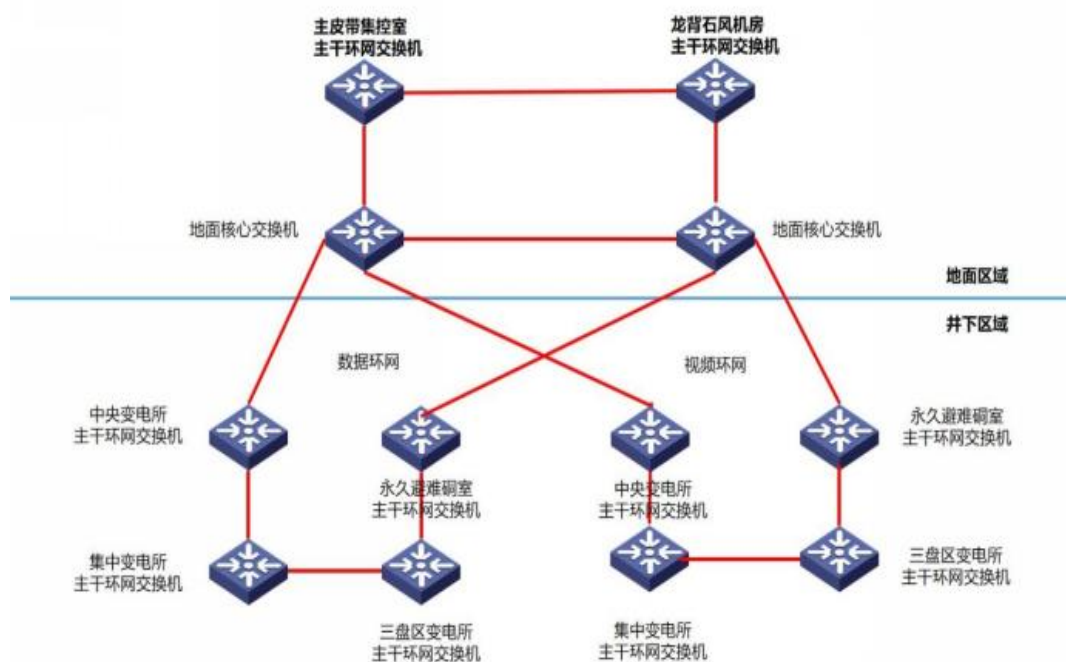 主皮带集控室
主干环网交换机
龙背石风机房
主干环网交换机
地面核心交换机
地面核心交换机
地面区域
井下区域
数据环网
视频环网
中央变电所
主干环网交换机
永久避难硐室
主干环网交换机
永久避难硐室
主干环网交换机
中央变电所
主干环网交换机
集中变电所
主干环网交换机
三盘区变电所
主干环网交换机
三盘区变电所
主干环网交换机
集中变电所
主干环网交换机